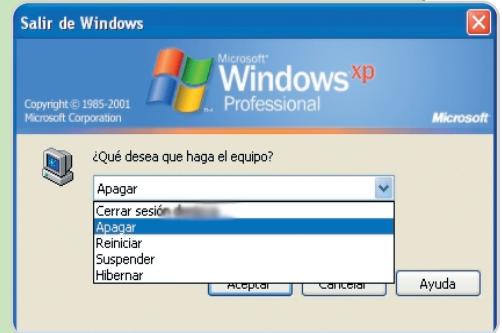 Salir de Windows
Microsoft®
Windows xp
Professional
Copyright © 1985-2001
Microsoft Corporation
Microsoft
¿Qué desea que haga el equipo?
Apagar
Cerrar sesión
Apagar
Reiniciar
Suspender
Hibernar
Aceptar Cancelar Ayuda